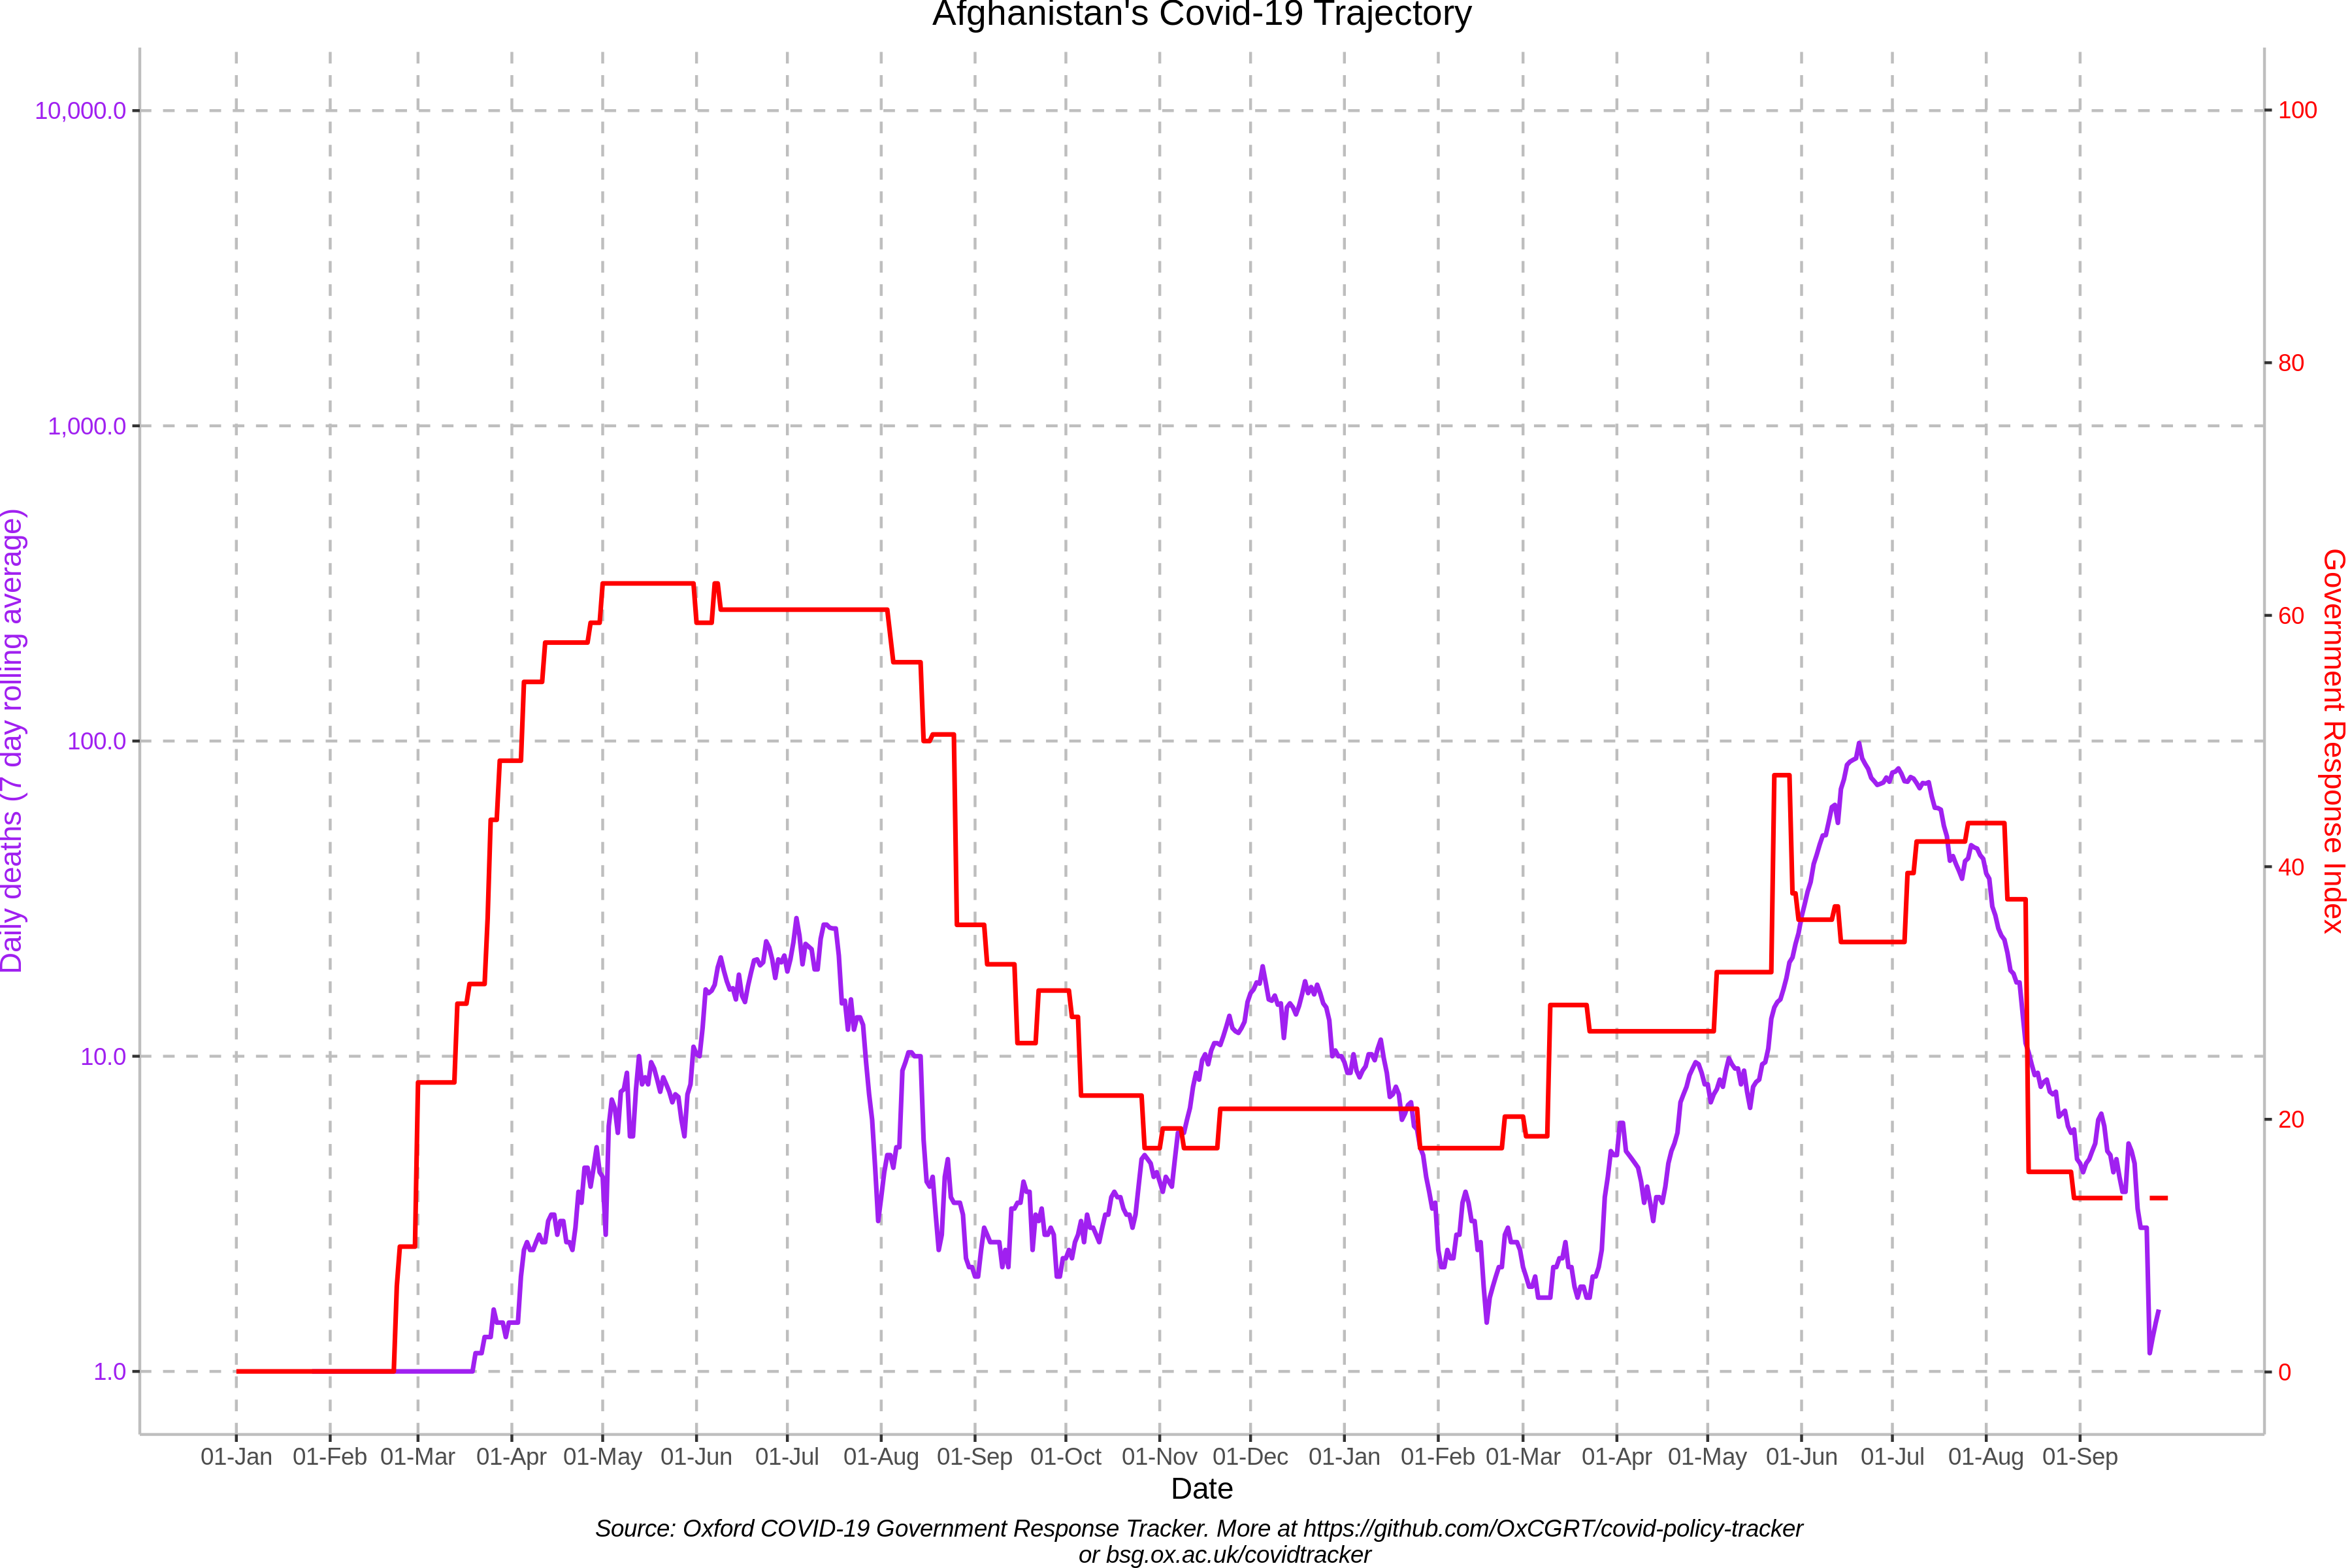 Afghanistan's Covid-19 Trajectory
Daily deaths (7 day rolling average)
10,000.0
1,000.0
100.0
10.0
1.0
100
80
60
40
20
0
Government Response Index
01-Jan 01-Feb 01-Mar 01-Apr 01-May 01-Jun 01-Jul 01-Aug 01-Sep 01-Oct 01-Nov 01-Dec 01-Jan 01-Feb 01-Mar 01-Apr 01-May 01-Jun 01-Jul 01-Aug 01-Sep
Date
Source: Oxford COVID-19 Government Response Tracker. More at https://github.com/OxCGRT/covid-policy-tracker
or bsg.ox.ac.uk/covidtracker